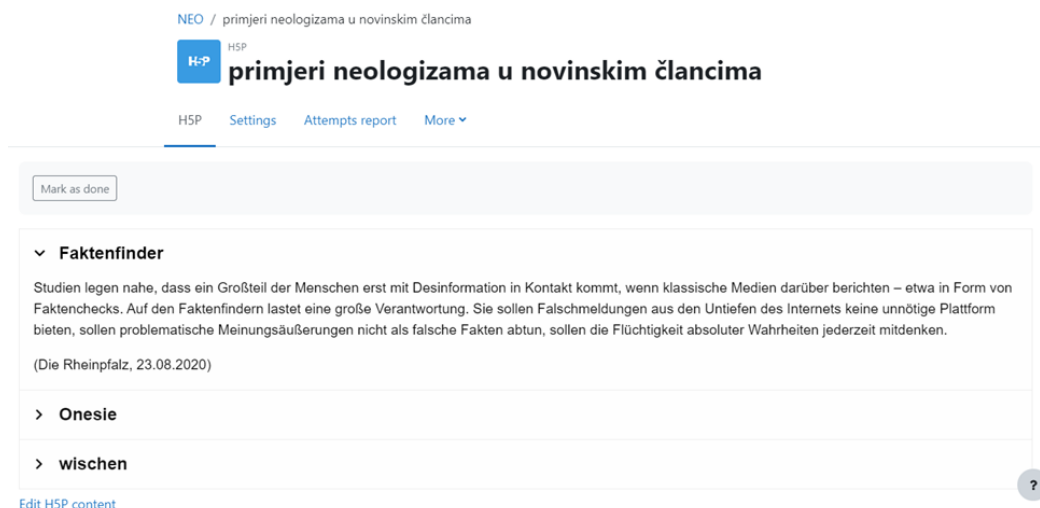 NEO / primjeri neologizama u novinskim člancima
H5P
H5P
primjeri neologizama u novinskim člancima
H5P Settings Attempts report More
Mark as done
Faktenfinder
Studien legen nahe, dass ein Großteil der Menschen erst mit Desinformation in Kontakt kommt, wenn klassische Medien darüber berichten – etwa in Form von
Faktenchecks. Auf den Faktenfindern lastet eine große Verantwortung. Sie sollen Falschmeldungen aus den Untiefen des Internets keine unnötige Plattform
bieten, sollen problematische Meinungsäußerungen nicht als falsche Fakten abtun, sollen die Flüchtigkeit absoluter Wahrheiten jederzeit mitdenken.
(Die Rheinpfalz, 23.08.2020)
Onesie
wischen
?
Edit H5P content